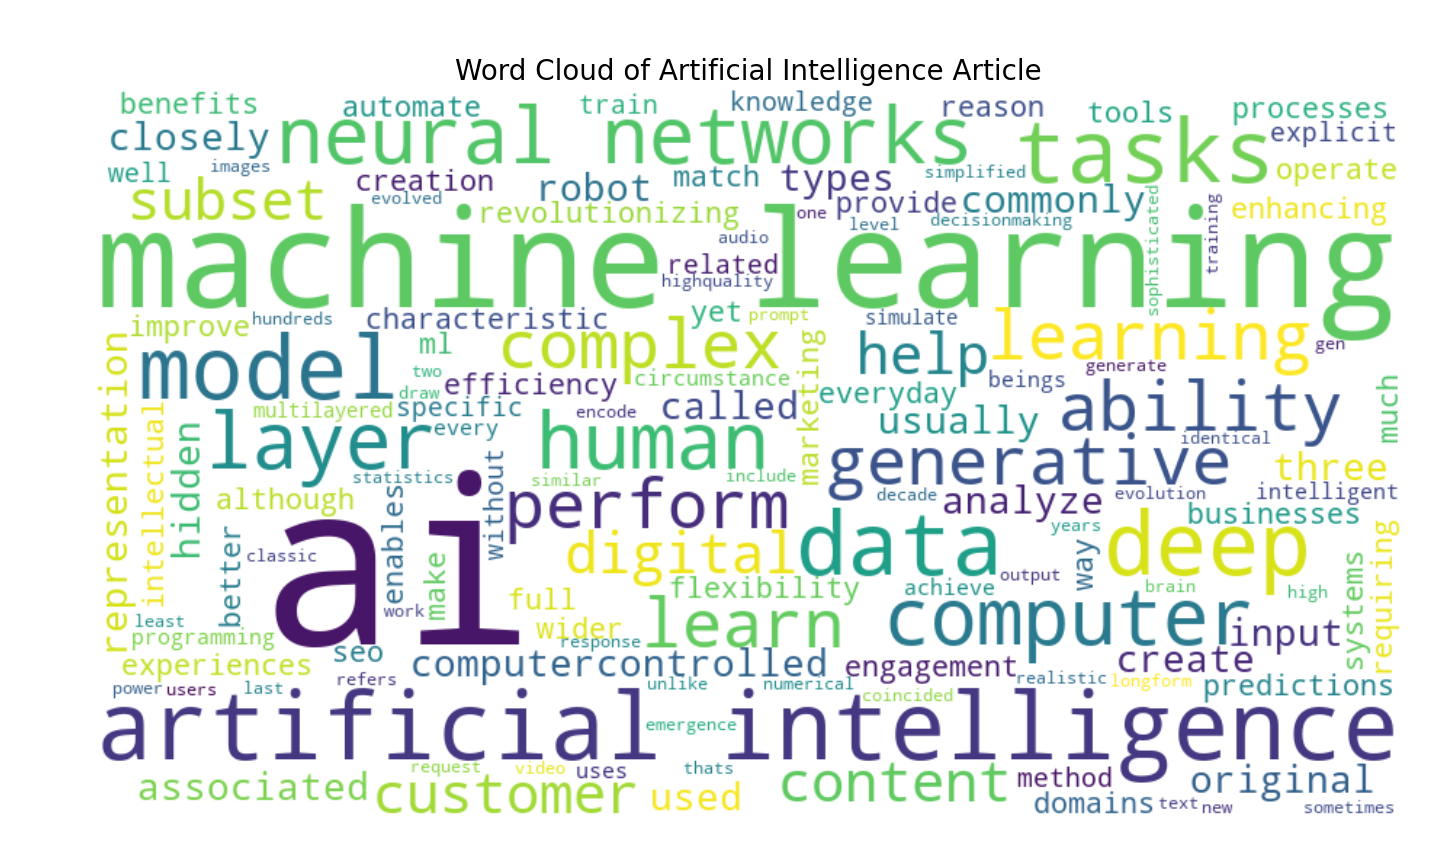 Word Cloud of Artificial Intelligence Article
benefits automate train knowledge reason tools processes
closely neural networks tasks explicit
well images creation evolved robot match types simplified operate
subset revolutionizing one provide commonly enhancing
audio level decisionmaking sophisticated training
machine learning
related
highquality
improve hundreds characteristic yet prompt simulate learning gen
representation model ml complex marketing help generate
two efficiency circumstance everyday beings
draw
multilayered specific encode called usually ability much
intellectual hidden layer every human generative identical three
statistics similar include decade analyze evolution intelligent
although enables without perform businesses
better classic ai digital data years way deep requiring
make flexibility achieve output brain high systems
work full learn computer input
least wider
programming response
experiences seo computercontrolled engagement create
power users last refers unlike numerical coincided realistic longform predictions
artificial intelligence
emergence
associated request video uses thats content method original
customer used domains text new sometimes